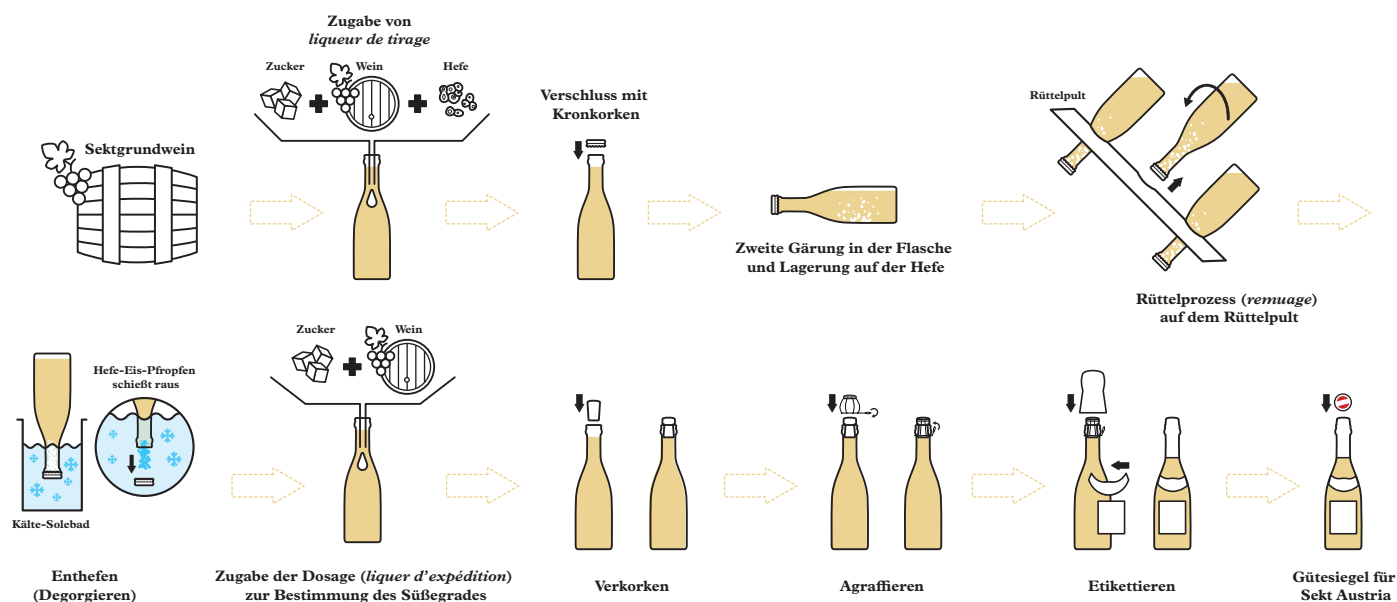 Sektgrundwein
Zugabe von
liqueur de tirage
Zucker
Wein
Hefe
Verschluss mit
Kronkorken
Zweite Gärung in der Flasche
und Lagerung auf der Hefe
Rüttelpult
Rüttelprozess (remuage)
auf dem Rüttelpult
Hefe-Eis-Pfropfen
schießt raus
Kälte-Solebad
Enthefen
(Degorgieren)
Zucker
Wein
Zugabe der Dosage (liquer d’expédition)
zur Bestimmung des Süßegrades
Verkorken
Agraffieren
Etikettieren
Gütesiegel für
Sekt Austria